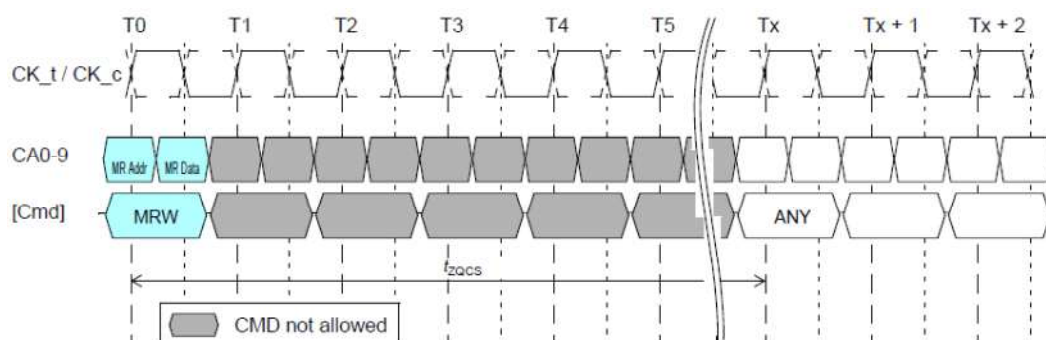 T0 T1 T2 T3 T4 T5 Tx Tx + 1 Tx + 2
CK_t / CK_c
CA0-9 MR Addr MR Data
[Cmd] MRW ANY
tZQCS
CMD not allowed